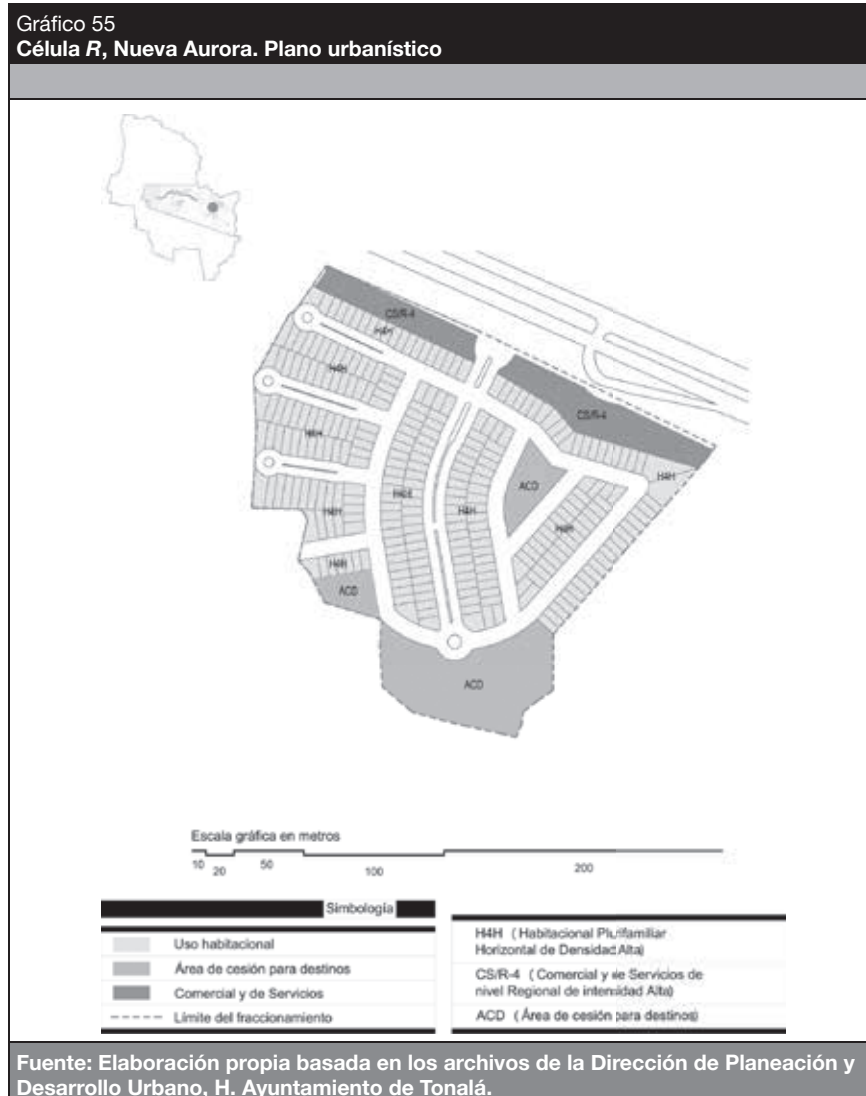 Gráfico 55
Célula R, Nueva Aurora. Plano urbanístico
CS/R-4
H4H
H4H
CS/R-4
H4H
H4H
ACD
H4H
H4H
H4H
H4H
H4H
H4H
ACD
ACD
Escala gráfica en metros
10 20 50 100 200
Simbología
Uso habitacional
Área de cesión para destinos
Comercial y de Servicios
Límite del fraccionamiento
H4H (Habitacional Plurifamiliar
Horizontal de Densidad Alta)
CS/R-4 (Comercial y de Servicios de
nivel Regional de intensidad Alta)
ACD (Área de cesión para destinos)
Fuente: Elaboración propia basada en los archivos de la Dirección de Planeación y
Desarrollo Urbano, H. Ayuntamiento de Tonalá.